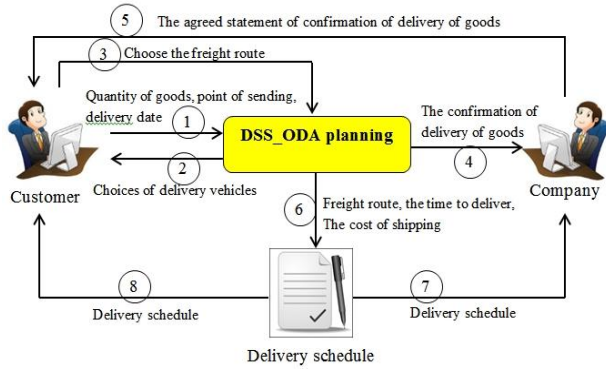 5
The agreed statement of confirmation of delivery of goods
3
Choose the freight route
Quantity of goods, point of sending,
delivery date
1
DSS_ODA planning
The confirmation of
delivery of goods
4
2
Choices of delivery vehicles
Customer
Company
6
Freight route, the time to deliver,
The cost of shipping
8
Delivery schedule
7
Delivery schedule
Delivery schedule